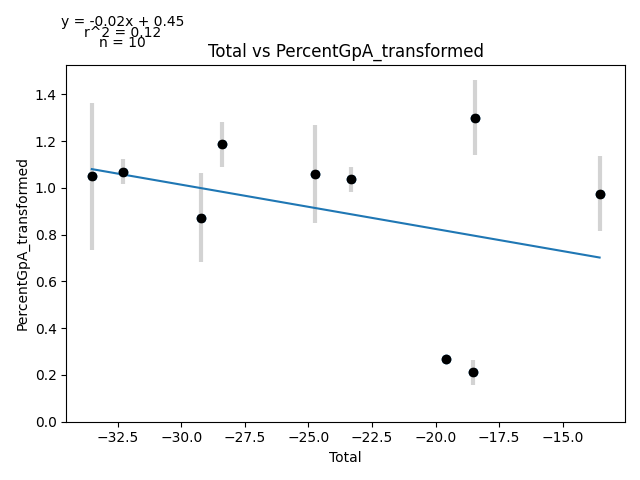 y = -0.02x + 0.45
r^2 = 0.12
n = 10
Total vs PercentGpA_transformed
PercentGpA_transformed
1.4
1.2
1.0
0.8
0.6
0.4
0.2
0.0
−32.5
−30.0
−27.5
−25.0
−22.5
−20.0
−17.5
−15.0
Total